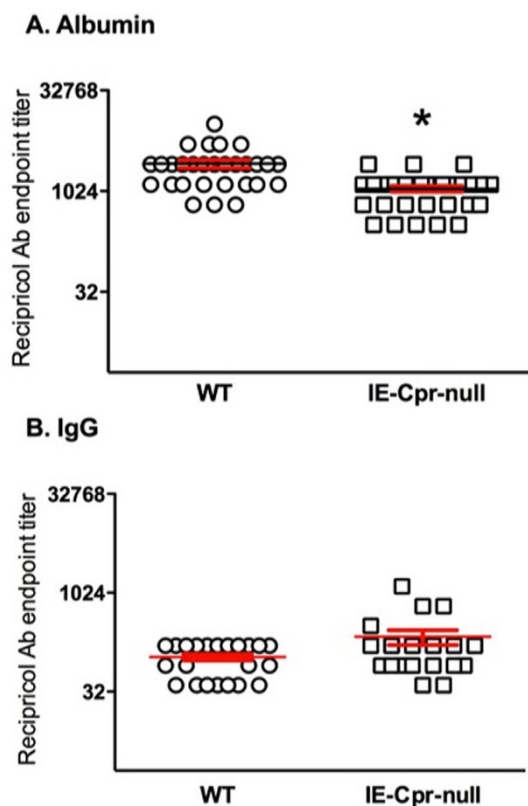 A. Albumin
32768
*
1024
32
Recipricol Ab endpoint titer
WT IE-Cpr-null
B. IgG
32768
1024
32
Recipricol Ab endpoint titer
WT IE-Cpr-null